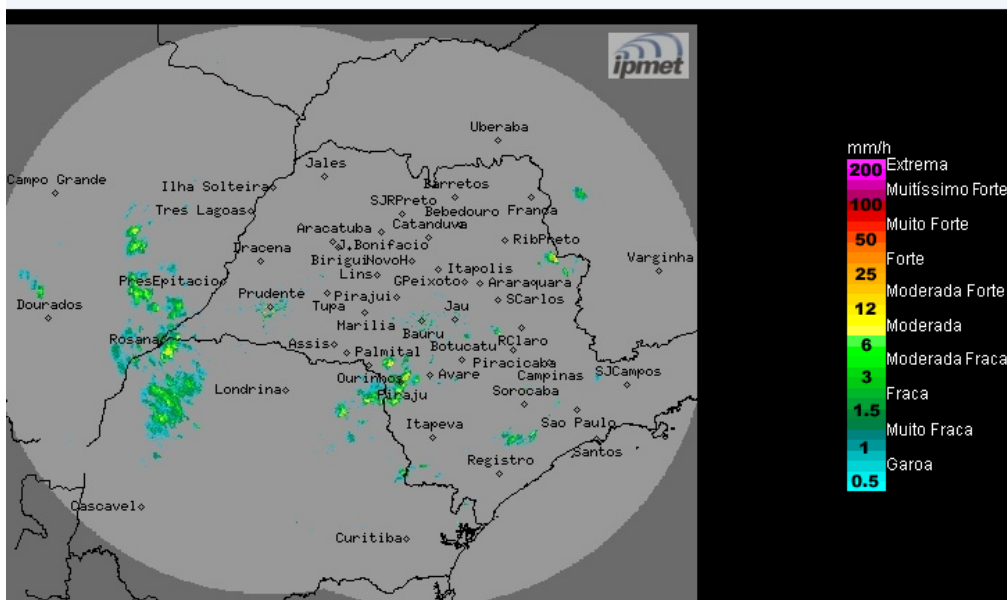 ipmet
Uberaba
Jales
Campo Grande
Ilha Solteira
Barretos
SJRPreto
Tres Lagoas
Bebedouro
Franca
Aracatuba
Catanduva
J.Bonifacio
RibPreto
Dracena
BiriguiNovoH
Itapolis
Varginha
Lins
PresEpitacio
GPeixoto
Araraquara
Prudente
Pirajui
SCarlos
Dourados
Tupa
Jau
Marilia
Bauru
Rosana
RClaro
Assis
Botucatu
Palmital
Piracicaba
Ourinhos
Avare
Campinas
SJCampos
Londrina
Piraju
Sorocaba
Itapeva
Sao Paulo
Santos
Registro
Cascavel
Curitiba
mm/h
200 Extrema
Muitíssimo Forte
100
Muito Forte
50
Forte
25
Moderada Forte
12
Moderada
6
Moderada Fraca
3
Fraca
1.5
Muito Fraca
1
Garoa
0.5